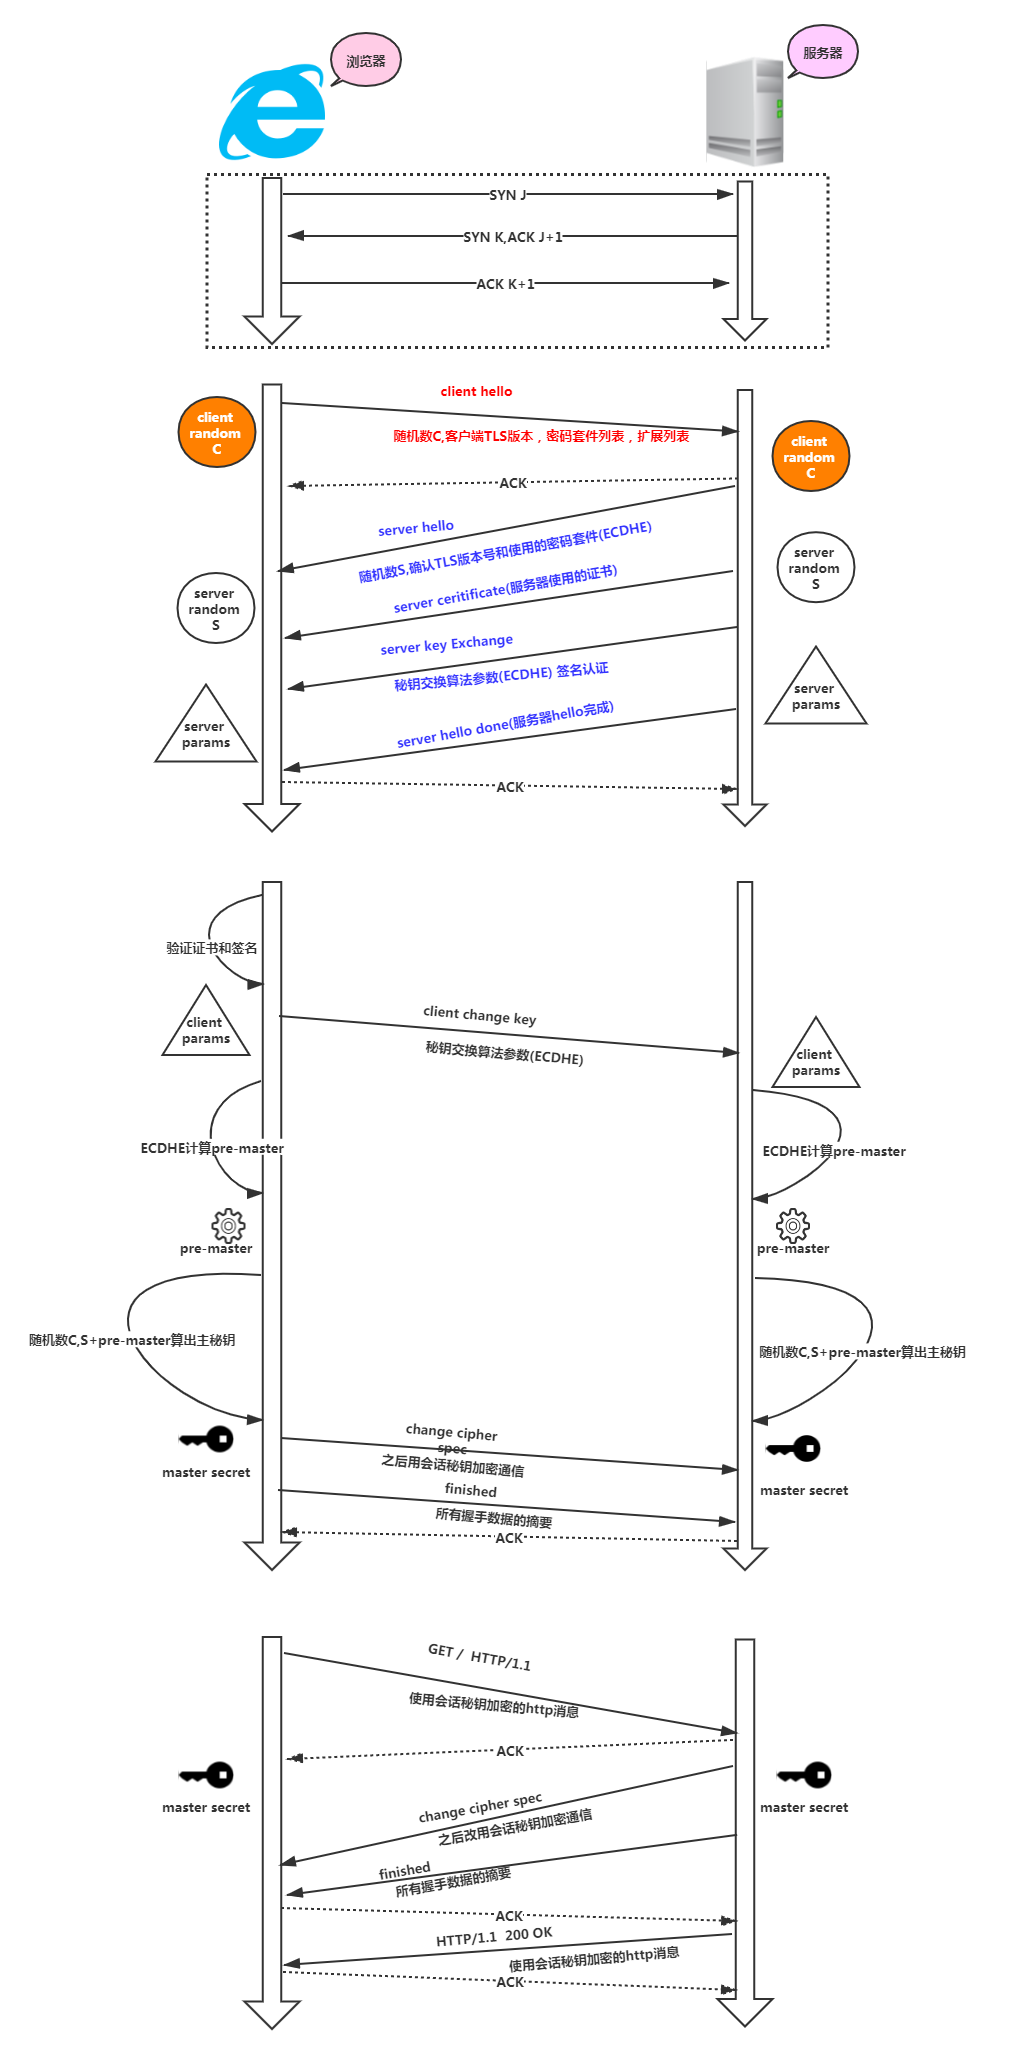 浏览器
服务器
SYN J
SYN K,ACK J+1
ACK K+1
client hello
client
random
C
随机数C,客户端TLS版本，密码套件列表，扩展列表
client
random
C
ACK
server hello
随机数S,确认TLS版本号和使用的密码套件(ECDHE)
server
random
S
server ceritificate(服务器使用的证书)
server
random
S
server key Exchange
秘钥交换算法参数(ECDHE) 签名认证
server
params
server hello done(服务器hello完成)
server
params
ACK
验证证书和签名
client change key
client
params
秘钥交换算法参数(ECDHE)
client
params
ECDHE计算pre-master
ECDHE计算pre-master
pre-master
pre-master
随机数C,S+pre-master算出主秘钥
随机数C,S+pre-master算出主秘钥
change cipher
spec
之后用会话秘钥加密通信
master secret
finished
master secret
所有握手数据的摘要
ACK
GET /  HTTP/1.1
使用会话秘钥加密的http消息
ACK
master secret
master secret
change cipher spec
之后改用会话秘钥加密通信
finished
所有握手数据的摘要
ACK
HTTP/1.1  200 OK
使用会话秘钥加密的http消息
ACK